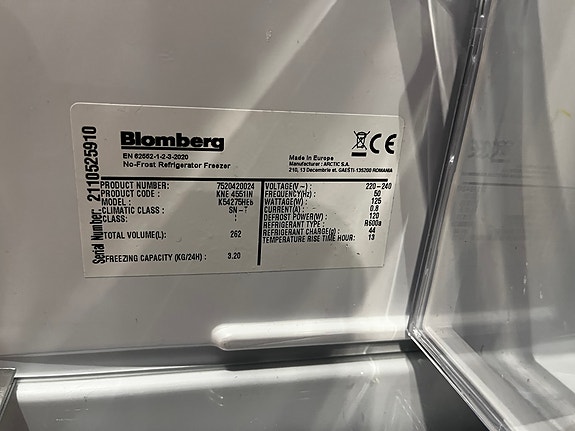 Serial Number: 2110525910
Blomberg
EN 62552-1-2-3-2020
No-Frost Refrigerator Freezer
CE
Made in Europe
Manufacturer : ARCTIC S.A.
210, 13 Decembrie st. GAESTI-135200 ROMANIA
PRODUCT NUMBER: 7520420024
PRODUCT CODE : KNE 4551IN
MODEL : K54275HEB
CLIMATIC CLASS : SN -
CLASS: :
TOTAL VOLUME(L): 262
FREEZING CAPACITY (KG/24H) : 3.20
VOLTAGE(V ~) : 220-240
FREQUENCY(HZ) : 50
WATTAGE(W) : 125
CURRENT(A) : 0.8
DEFROST POWER(W) : 120
REFRIGERANT TYPE : R600a
REFRIGERANT CHARGE(g) : 44
TEMPERATURE RISE TIME HOUR: 13